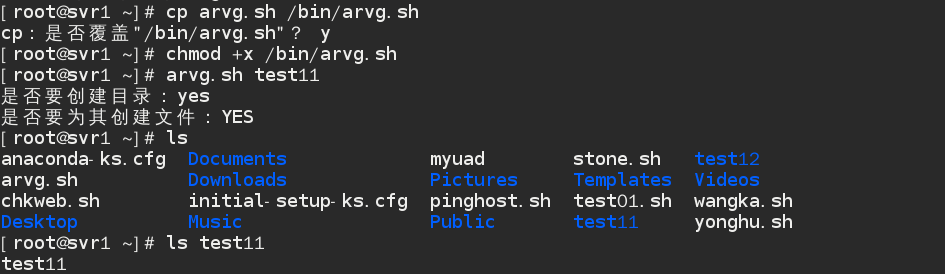 [root@svr1 ~]# cp arvg.sh /bin/arvg.sh
cp：是否覆盖"/bin/arvg.sh"？ y
[root@svr1 ~]# chmod +x /bin/arvg.sh
[root@svr1 ~]# arvg.sh test11
是否要创建目录：yes
是否要为其创建文件：YES
[root@svr1 ~]# ls
anaconda-ks.cfg  Documents             myuad        stone.sh   test12
arvg.sh          Downloads             Pictures     Templates  Videos
chkweb.sh        initial-setup-ks.cfg  pinghost.sh  test01.sh  wangka.sh
Desktop          Music                 Public       test11     yonghu.sh
[root@svr1 ~]# ls test11
test11